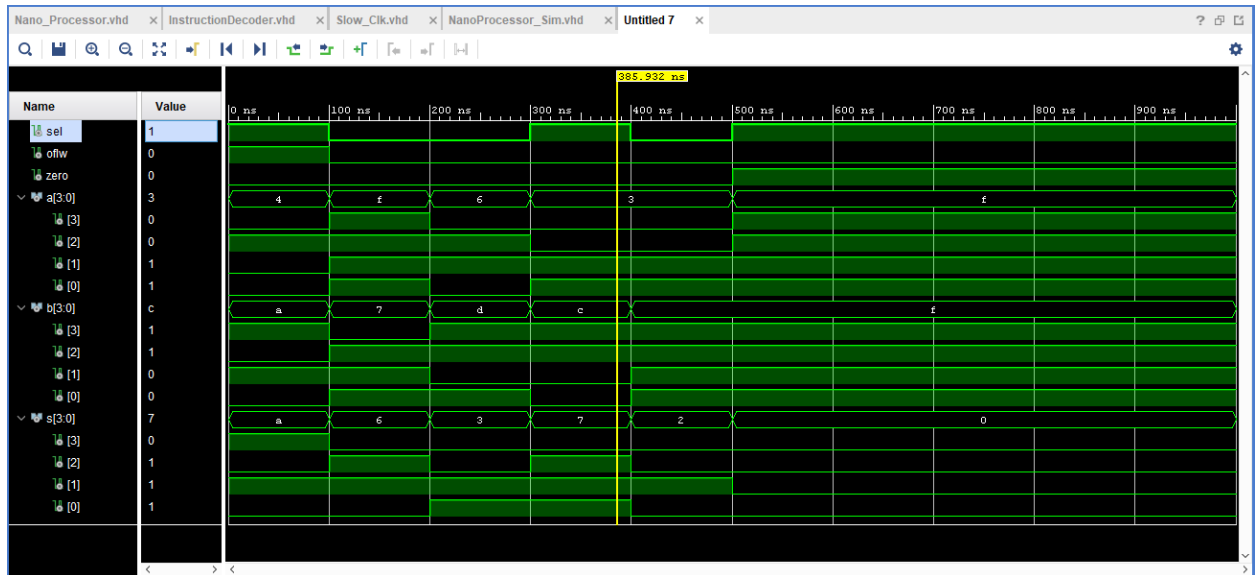 Nano_Processor.vhd × InstructionDecoder.vhd × Slow_Clk.vhd × NanoProcessor_Sim.vhd × Untitled 7 × ?
385.932 ns
Name Value 0 ns 100 ns 200 ns 300 ns 400 ns 500 ns 600 ns 700 ns 800 ns 900 ns
sel 1
oflw 0
zero 0
a[3:0] 3 4 f 6 3 f
[3] 0
[2] 0
[1] 1
[0] 1
b[3:0] c a 7 d c f
[3] 1
[2] 1
[1] 0
[0] 0
s[3:0] 7 a 6 3 7 2 0
[3] 0
[2] 1
[1] 1
[0] 1